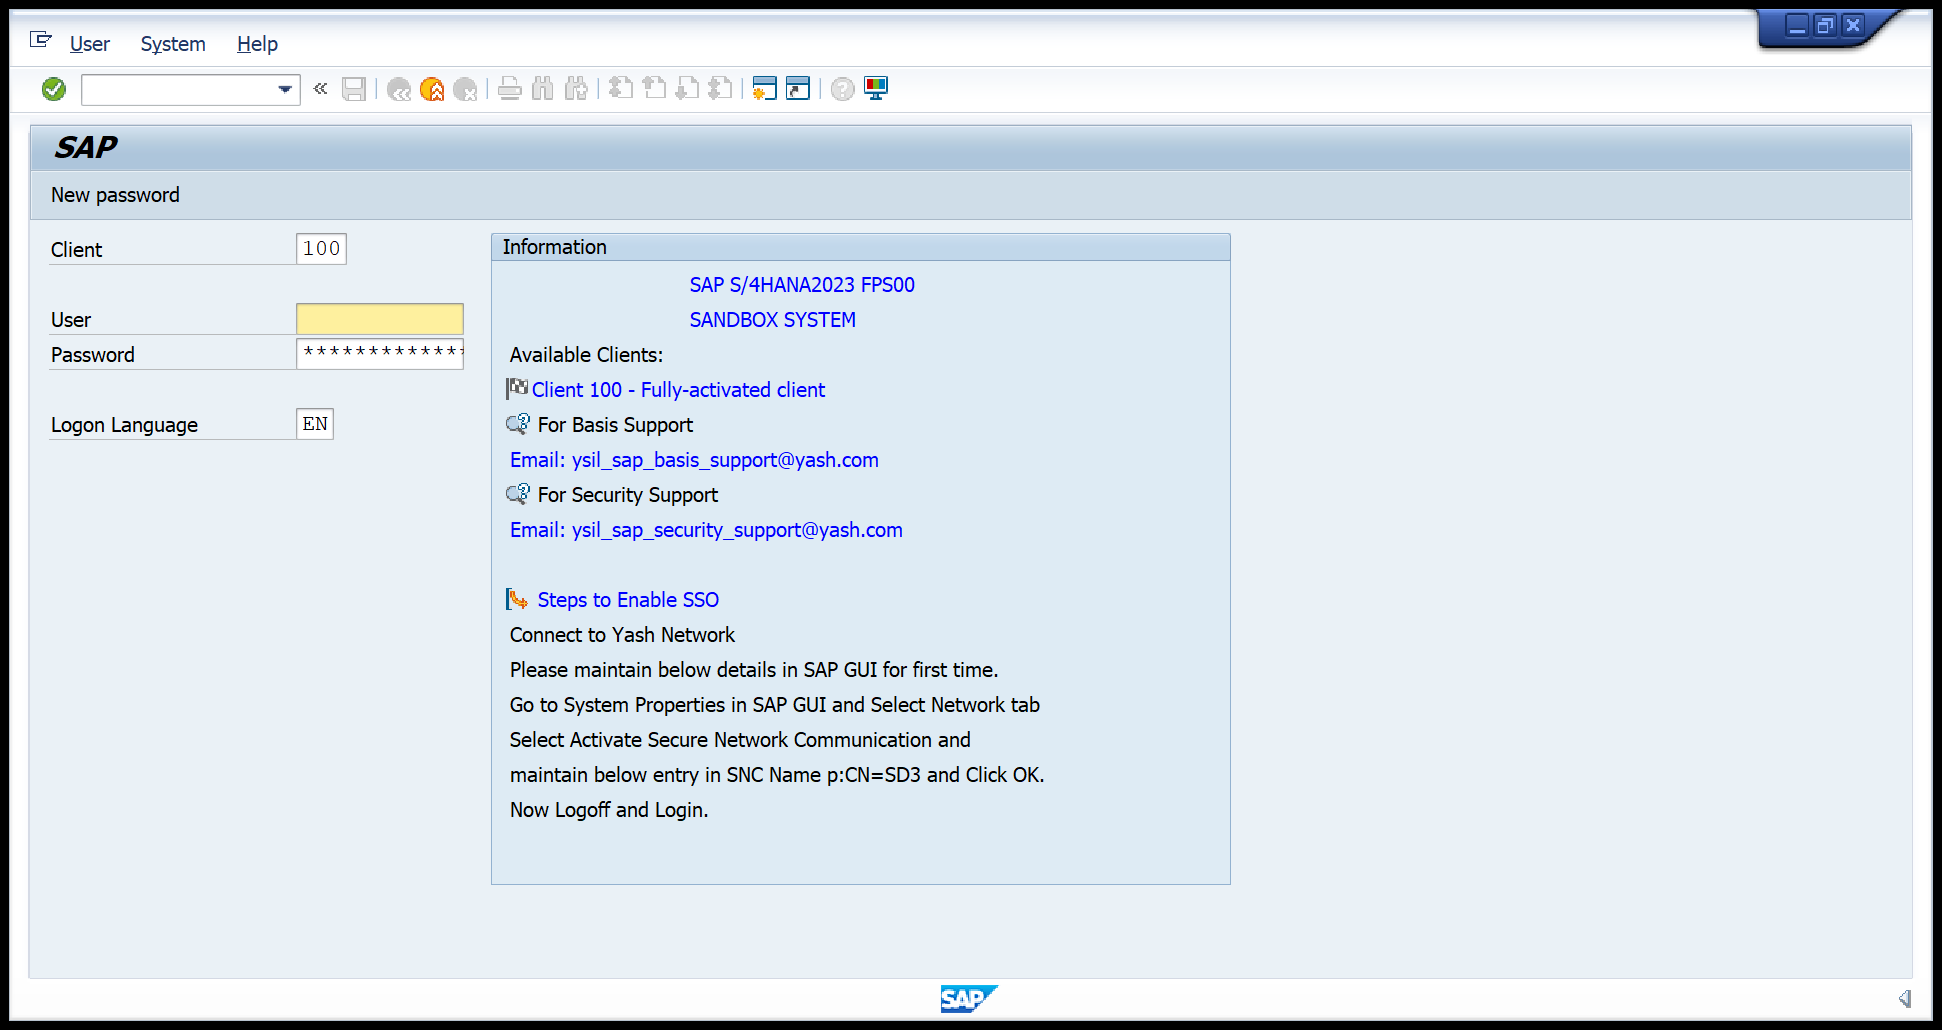 User System Help
SAP
New password
Client 100
User
Password *************
Logon Language EN
Information
SAP S/4HANA2023 FPS00
SANDBOX SYSTEM
Available Clients:
Client 100 - Fully-activated client
For Basis Support
Email: ysil_sap_basis_support@yash.com
For Security Support
Email: ysil_sap_security_support@yash.com
Steps to Enable SSO
Connect to Yash Network
Please maintain below details in SAP GUI for first time.
Go to System Properties in SAP GUI and Select Network tab
Select Activate Secure Network Communication and
maintain below entry in SNC Name p:CN=SD3 and Click OK.
Now Logoff and Login.
SAP